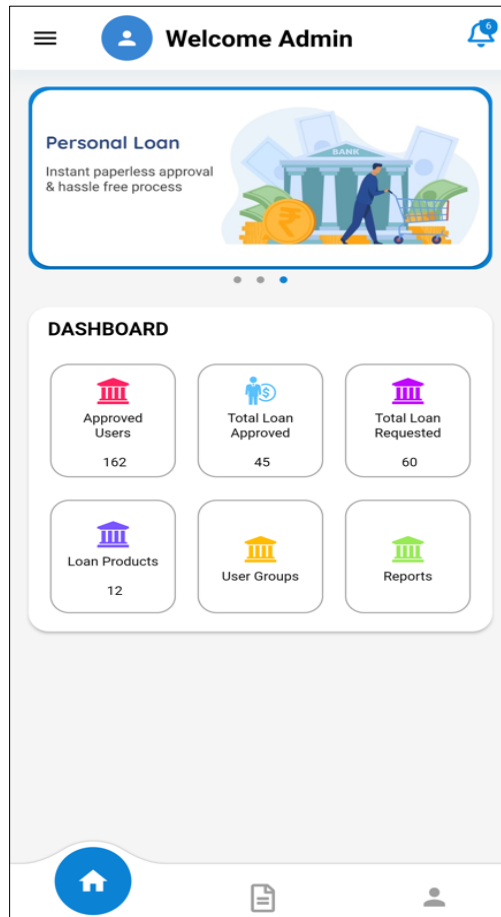 Welcome Admin
6
Personal Loan
Instant paperless approval
& hassle free process
BANK
DASHBOARD
Approved
Users
162
Total Loan
Approved
45
Total Loan
Requested
60
Loan Products
12
User Groups
Reports